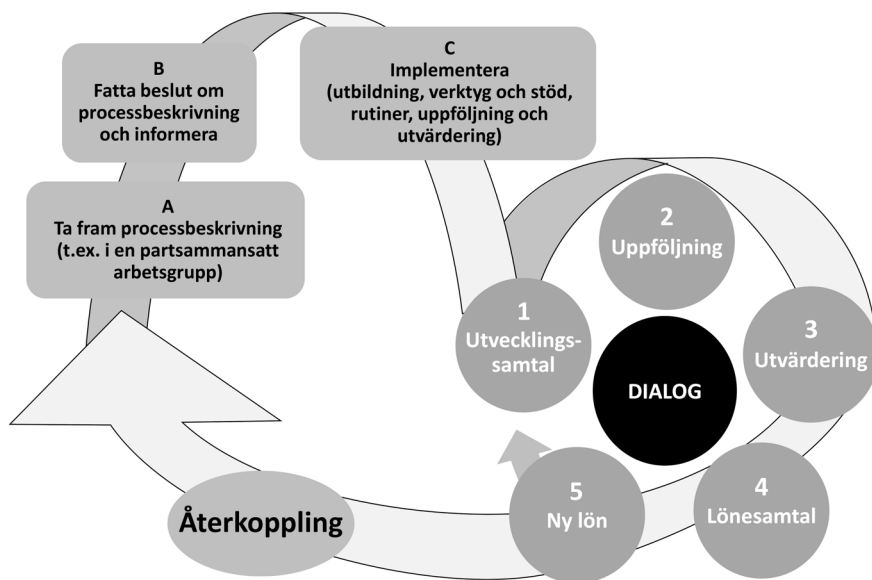 B
Fatta beslut om
processbeskrivning
och informera
C
Implementera
(utbildning, verktyg och stöd,
rutiner, uppföljning och
utvärdering)
A
Ta fram processbeskrivning
(t.ex. i en partsammansatt
arbetsgrupp)
1
Utvecklings-
samtal
2
Uppföljning
3
Utvärdering
DIALOG
4
Lönesamtal
5
Ny lön
Återkoppling